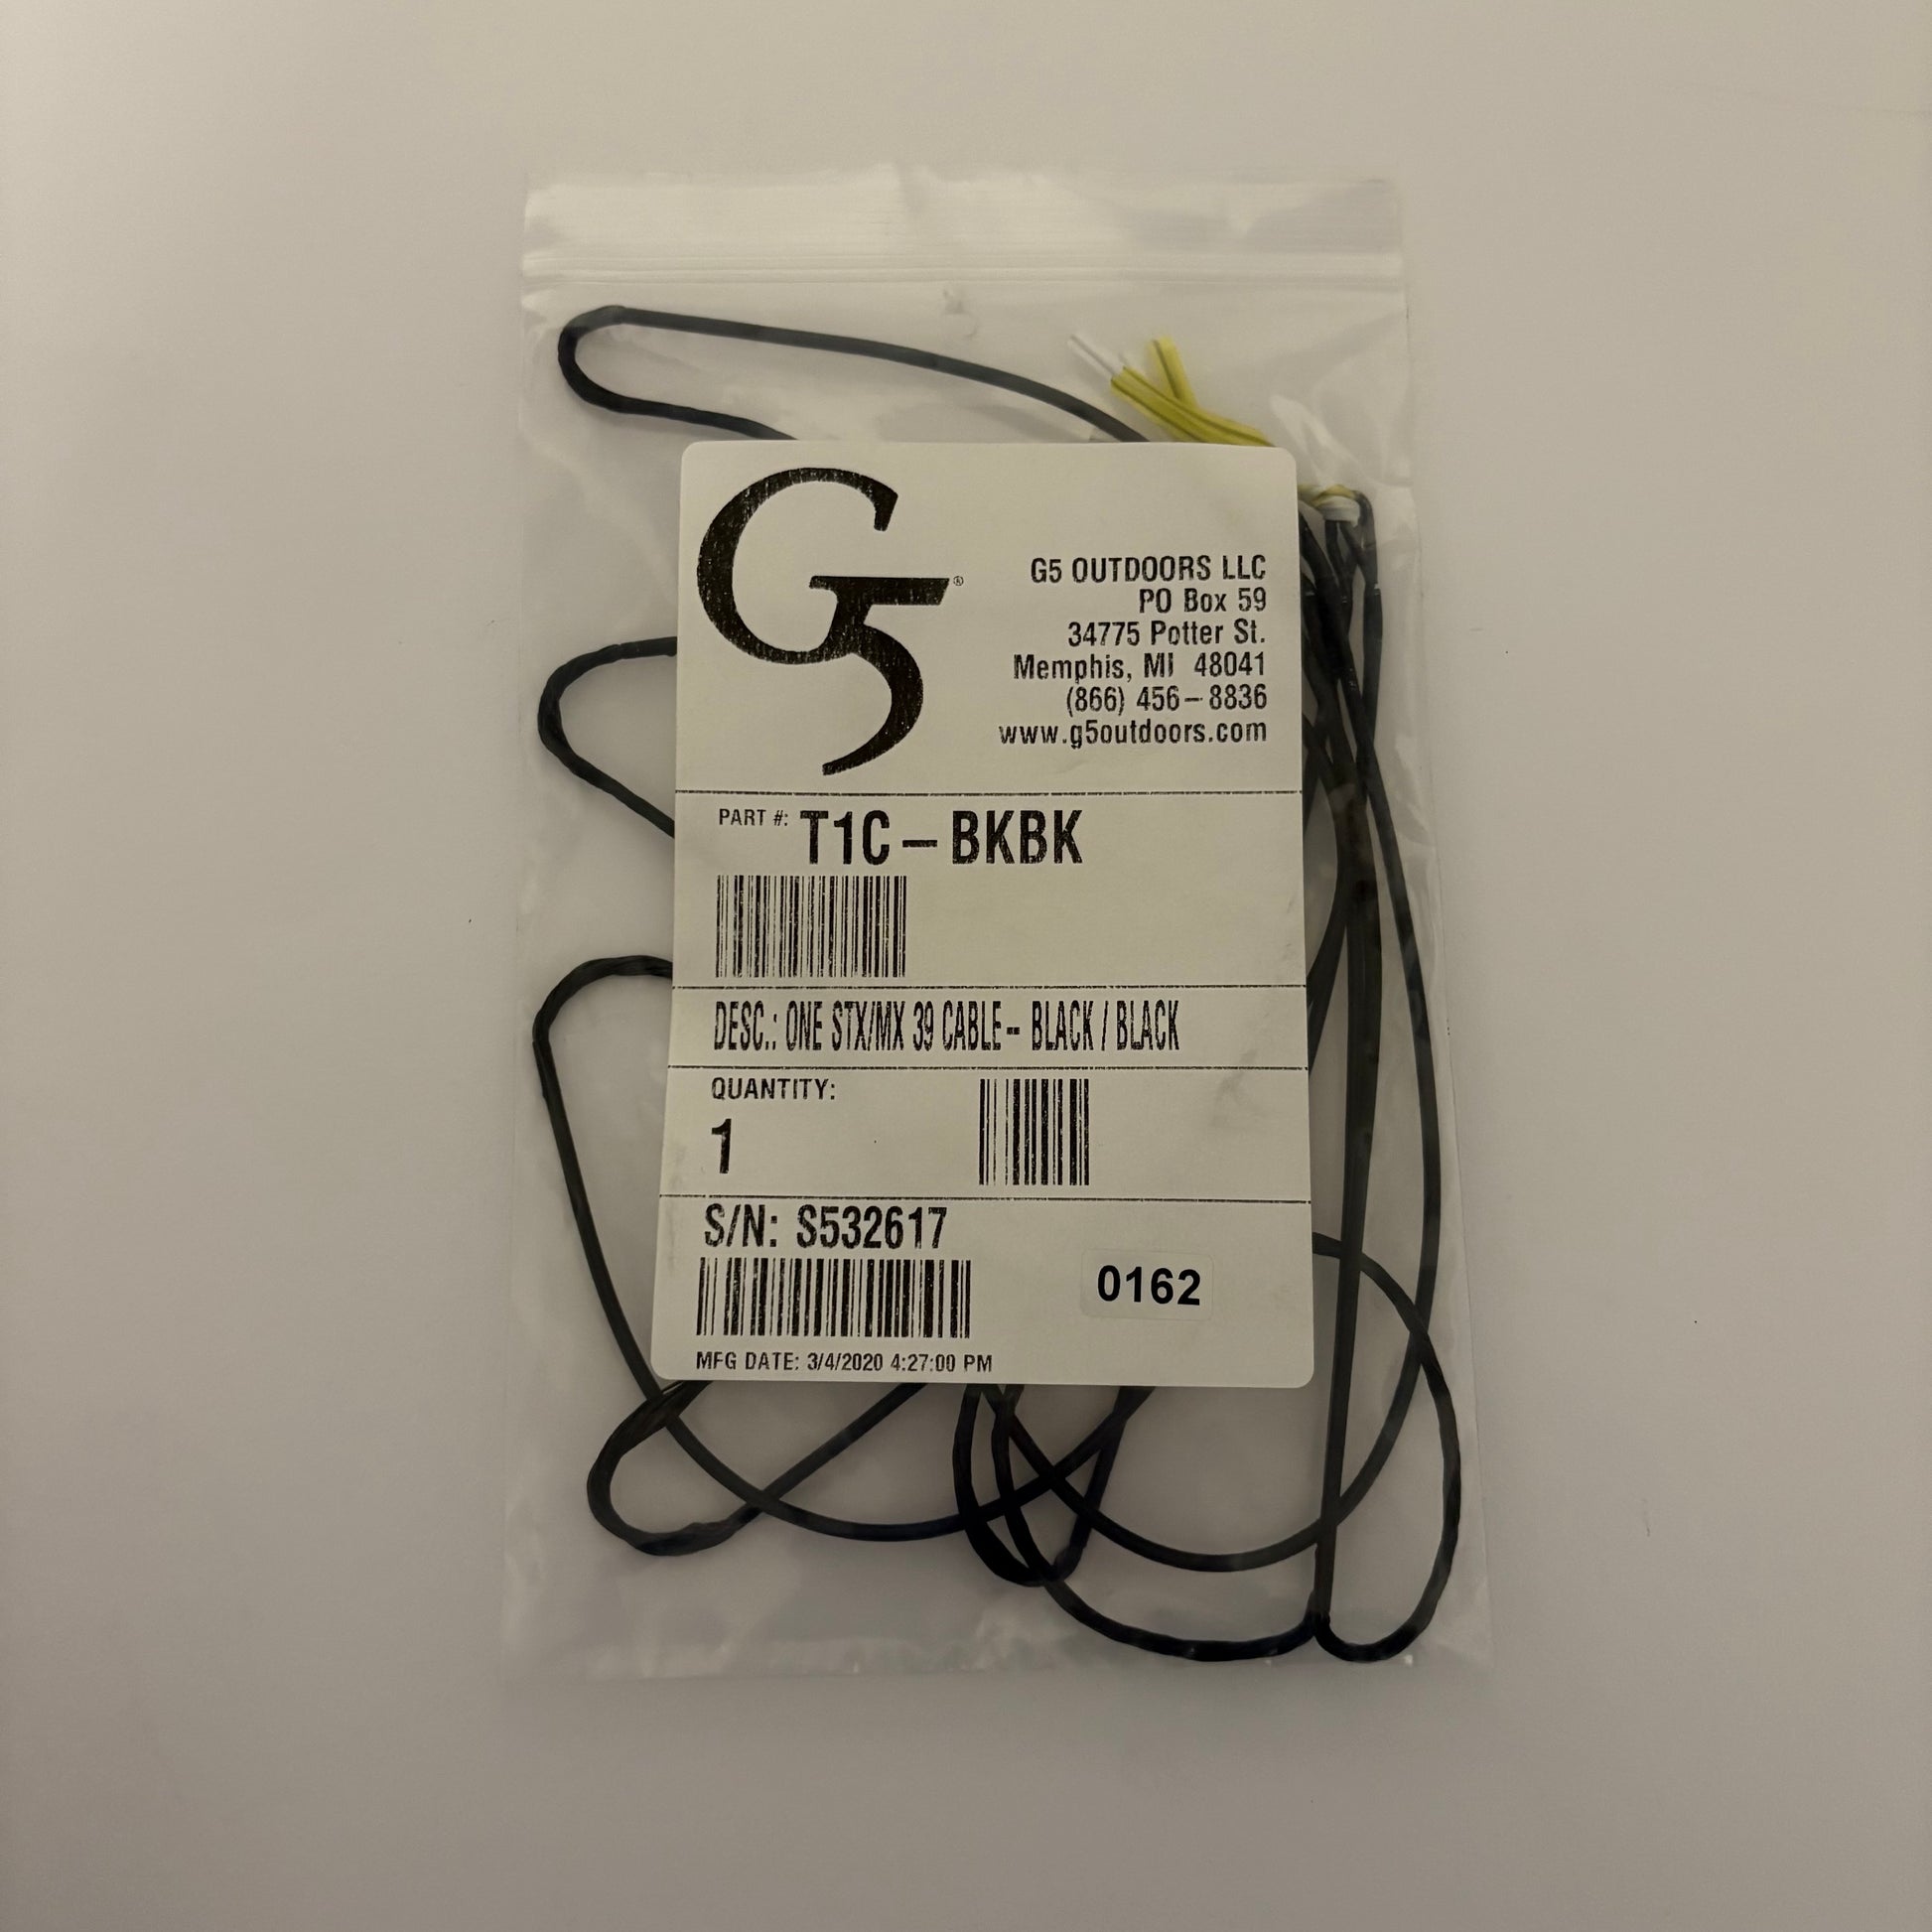 G5®
G5 OUTDOORS LLC
PO Box 59
34775 Potter St.
Memphis, MI 48041
(866) 456-8836
www.g5outdoors.com
PART #: T1C-BKBK
DESC.: ONE STX/MX 39 CABLE-- BLACK / BLACK
QUANTITY:
1
S/N: S532617
0162
MFG DATE: 3/4/2020 4:27:00 PM